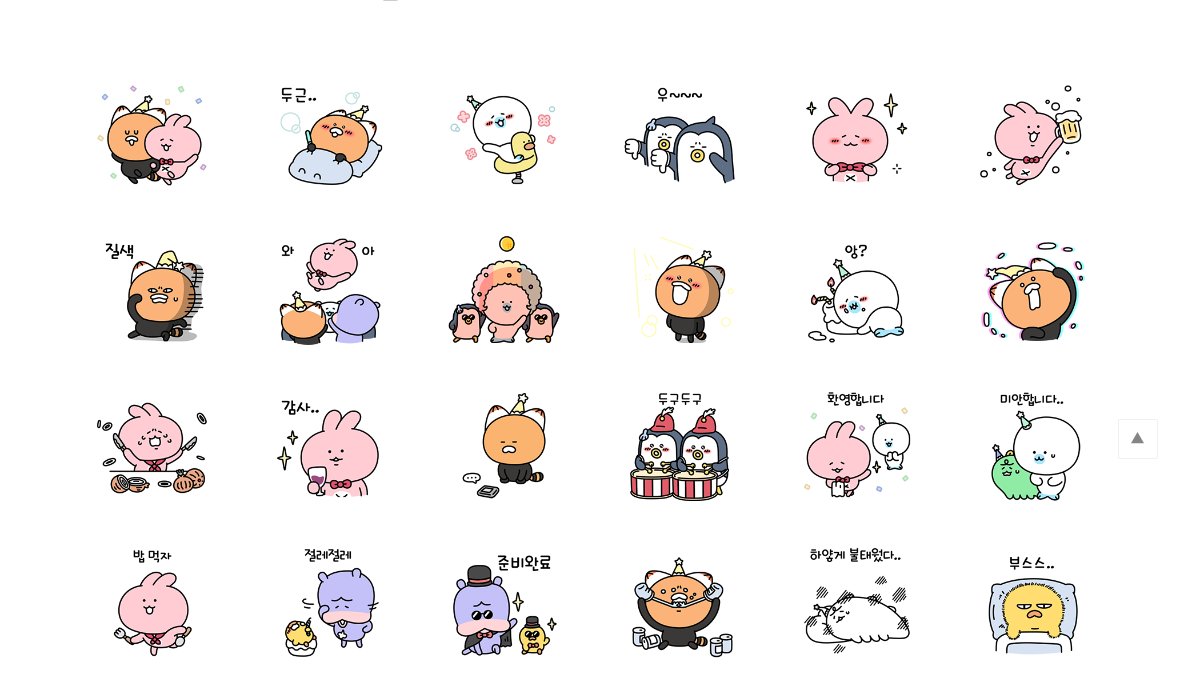 두근..
우~~~
질색
와 아
앙?
감사..
두구두구
환영합니다
미안합니다..
밥 먹자
절레절레
준비완료
하얗게 불태웠다..
부스스..